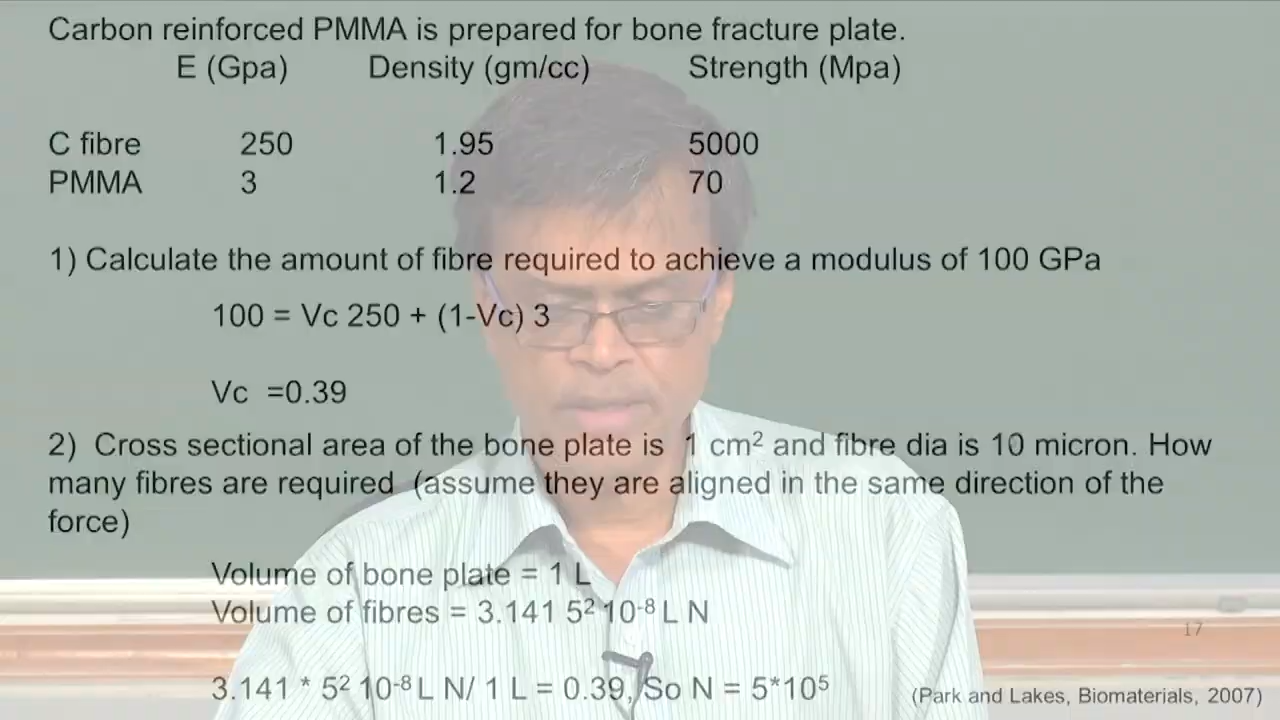 Carbon reinforced PMMA is prepared for bone fracture plate.
E (Gpa) Density (gm/cc) Strength (Mpa)
C fibre 250 1.95 5000
PMMA 3 1.2 70
1) Calculate the amount of fibre required to achieve a modulus of 100 GPa
100 = Vc 250 + (1-Vc) 3
Vc =0.39
2) Cross sectional area of the bone plate is 1 cm² and fibre dia is 10 micron. How
many fibres are required (assume they are aligned in the same direction of the
force)
Volume of bone plate = 1 L
Volume of fibres = 3.141 5² 10⁻⁸ L N
3.141 * 5² 10⁻⁸ L N/ 1 L = 0.39, So N = 5*10⁵
17
(Park and Lakes, Biomaterials, 2007)